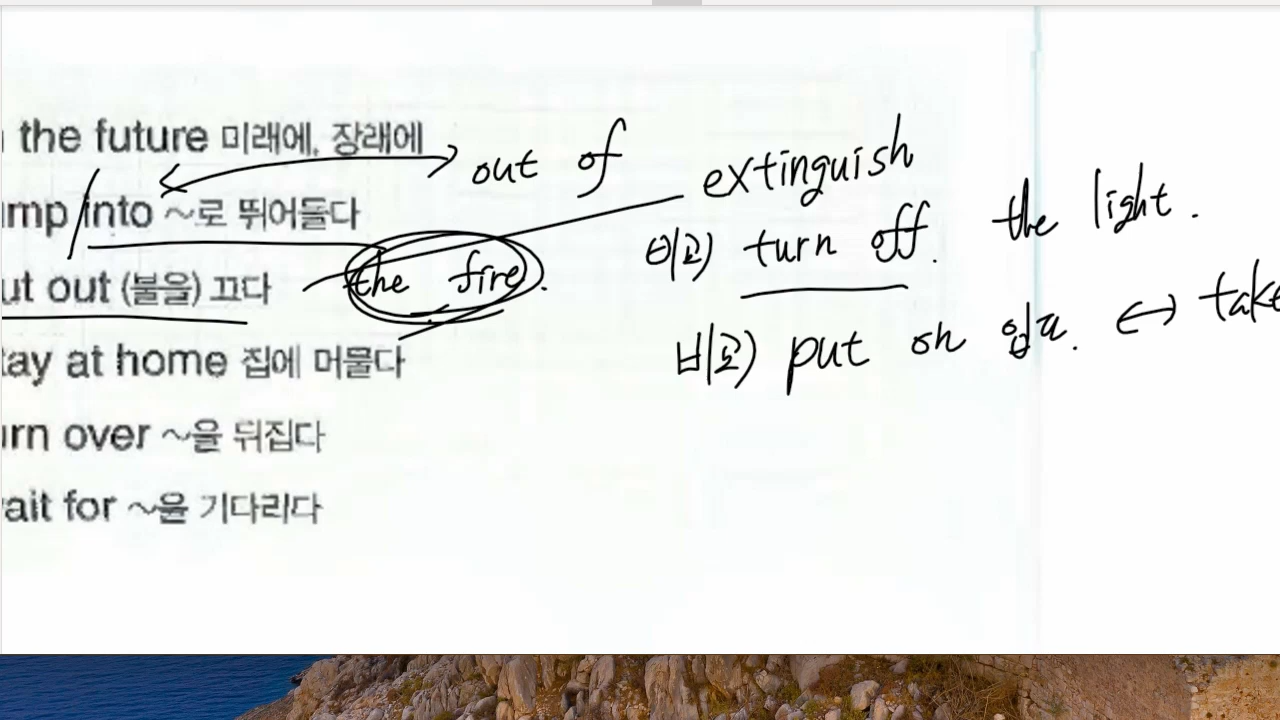 the future 미래에, 장래에
out of
extinguish
mp into ~로 뛰어들다
비교) turn off. the light.
ut out (불을) 끄다 the fire.
비교) put on 입다. ↔ take
tay at home 집에 머물다
urn over ~을 뒤집다
ait for ~을 기다리다